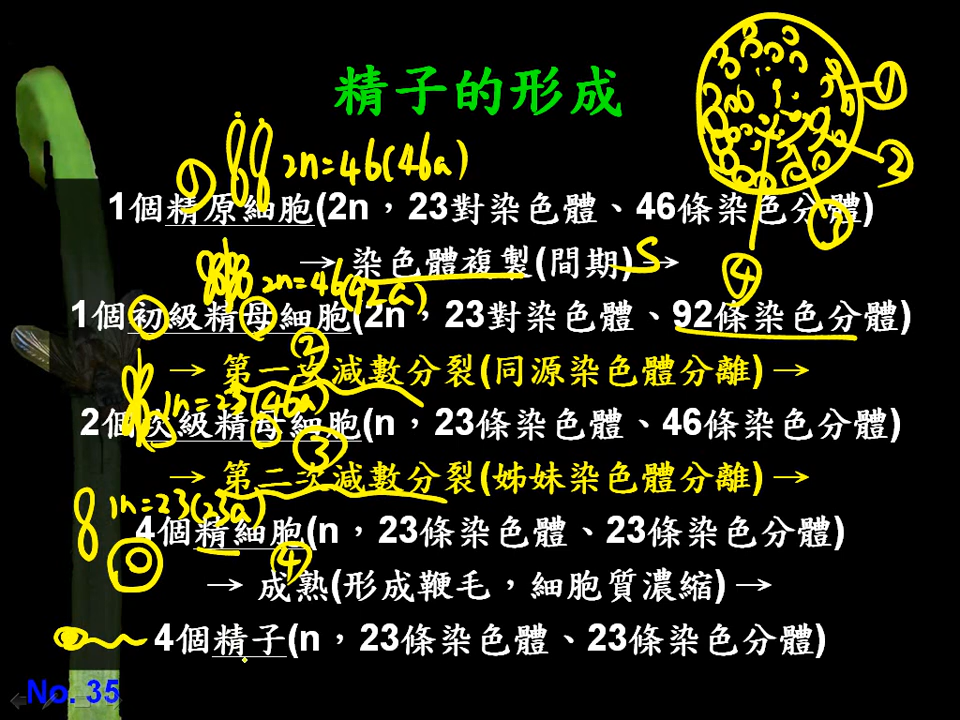 精子的形成
① 2n=46(46a)
1個精原細胞(2n,23對染色體、46條染色分體)
→ 染色體複製(間期) → S
2n=46(92a)
1個初級精母細胞(2n,23對染色體、92條染色分體)
②
→ 第一次減數分裂(同源染色體分離) →
1n=23(46a)
2個次級精母細胞(n,23條染色體、46條染色分體)
③
→ 第二次減數分裂(姊妹染色體分離) →
1n=23(23a)
4個精細胞(n,23條染色體、23條染色分體)
④
→ 成熟(形成鞭毛,細胞質濃縮) →
4個精子(n,23條染色體、23條染色分體)
No. 35
①
②
④